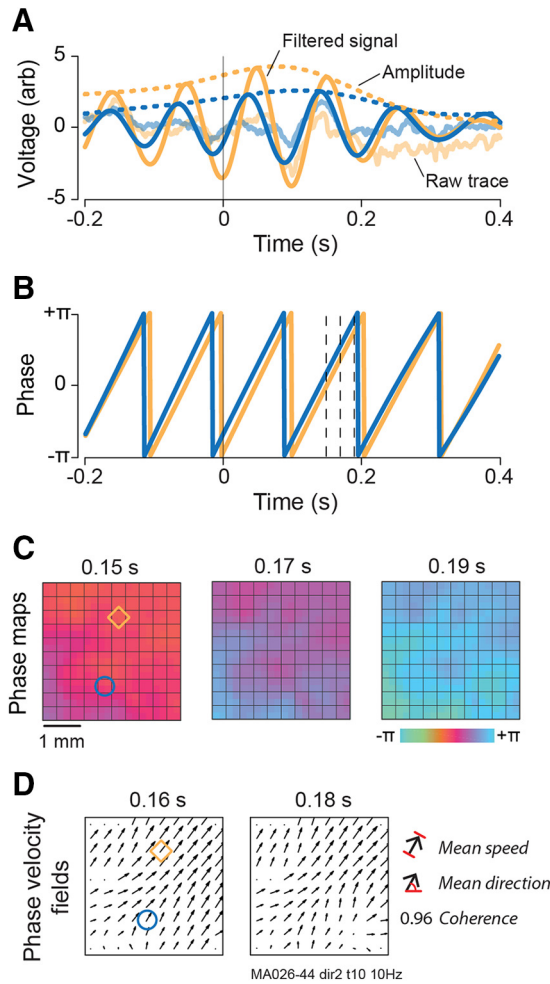 A
Filtered signal
Amplitude
Raw trace
Voltage (arb)
5
0
-5
-0.2
0
0.2
0.4
Time (s)
B
+π
0
-π
Phase
-0.2
0
0.2
0.4
Time (s)
C
0.15 s
0.17 s
0.19 s
Phase maps
1 mm
-π
+π
D
0.16 s
0.18 s
Phase velocity
fields
Mean speed
Mean direction
0.96 Coherence
MA026-44 dir2 t10 10Hz